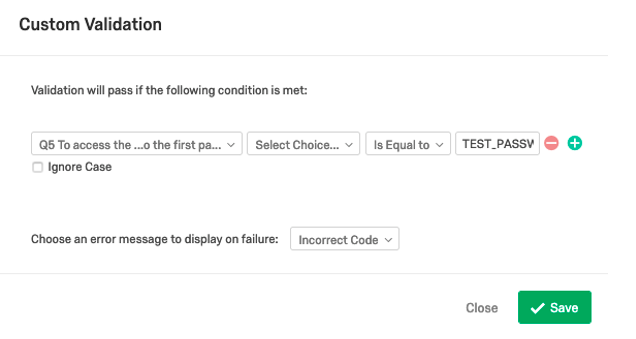 Custom Validation
Validation will pass if the following condition is met:
Q5 To access the ...o the first pa... Select Choice... Is Equal to TEST_PASSW
Ignore Case
Choose an error message to display on failure: Incorrect Code
Close Save